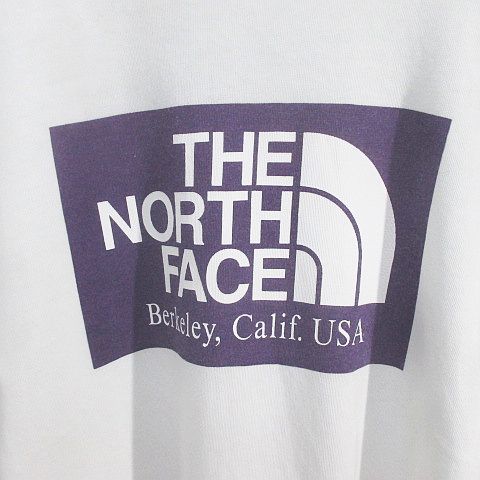 THE
NORTH
FACE
Berkeley, Calif. USA